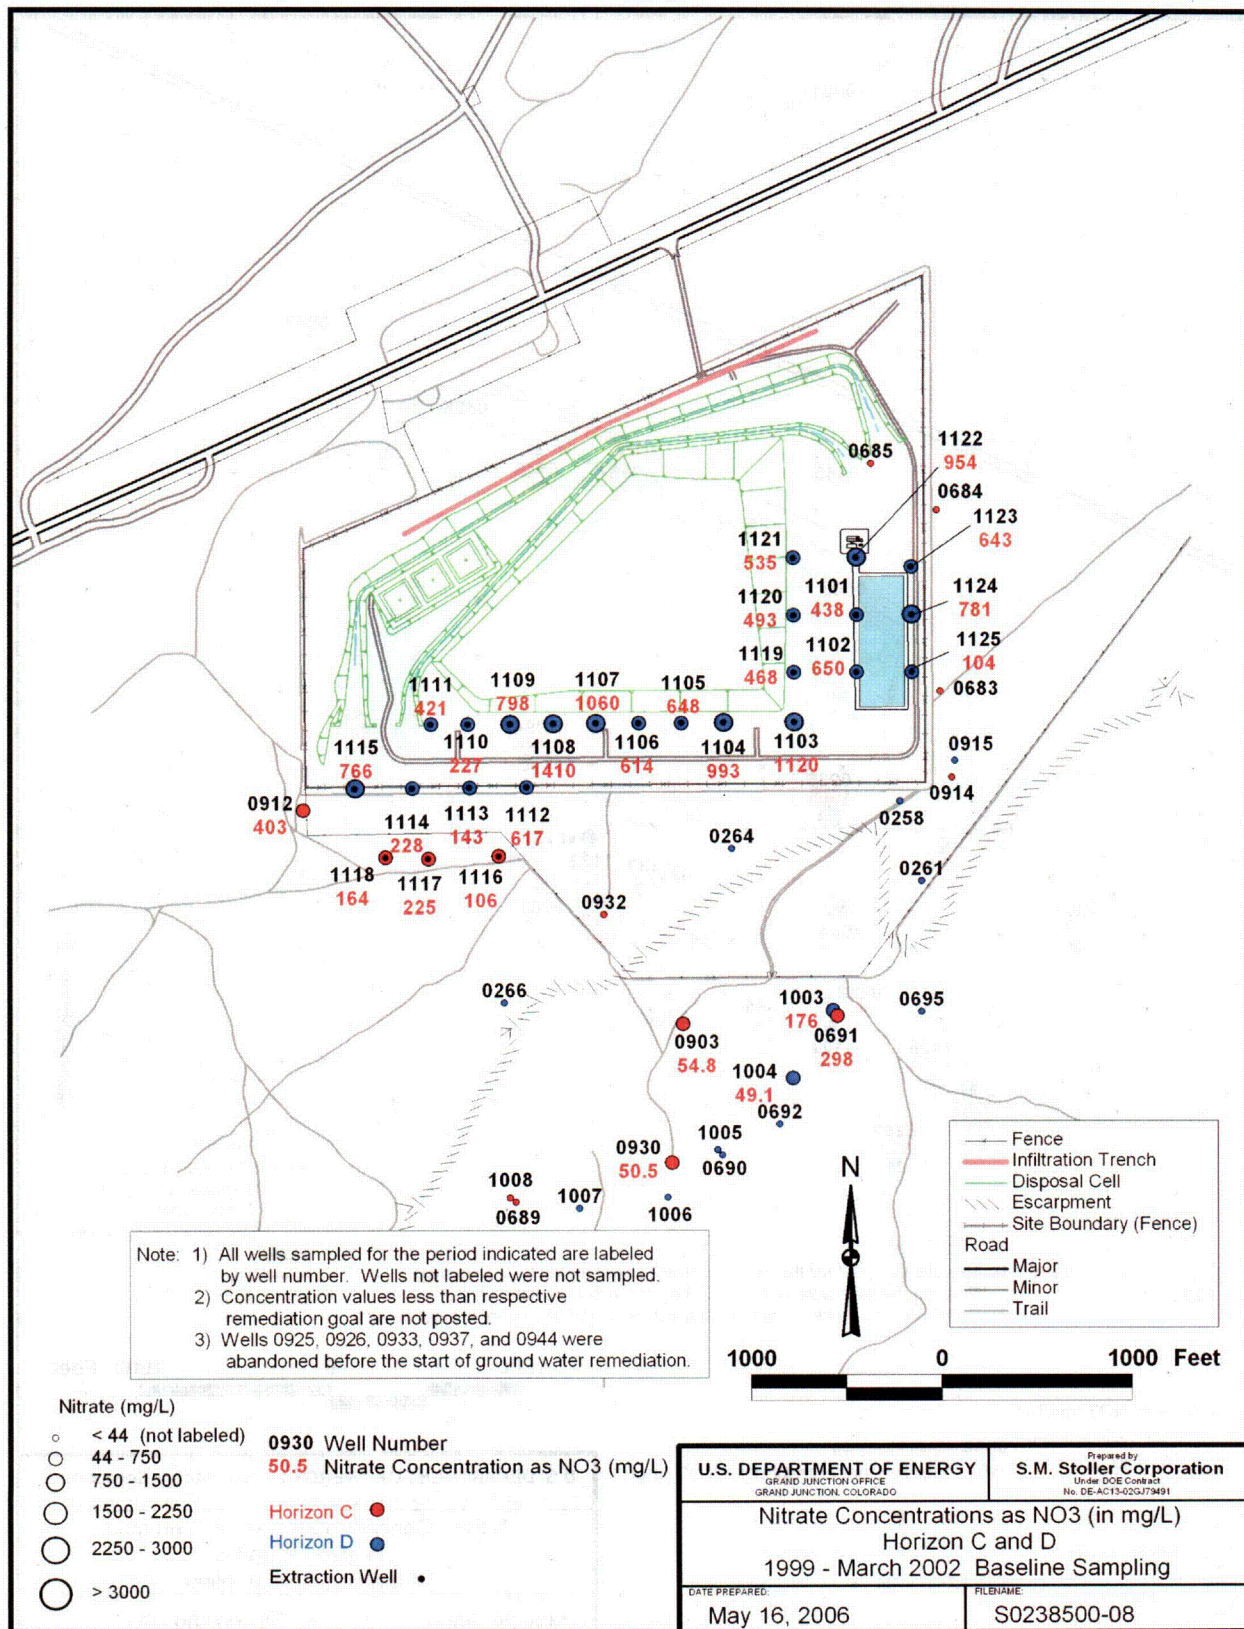 1122
954
0685
0684
1123
643
1121
535
1101
438
1120
493
1124
781
1102
650
1119
468
1125
104
0683
1111
421
1109
798
1107
1060
1105
648
1115
766
1110
227
1108
1410
1106
614
1104
993
1103
1120
0915
0914
0912
403
1114
228
1113
143
1112
617
0258
0264
0261
1118
164
1117
225
1116
106
0932
0266
1003
176
0695
0691
298
0903
54.8
1004
49.1
0692
1005
0690
0930
50.5
1008
0689
1007
1006
N
Fence
Infiltration Trench
Disposal Cell
Escarpment
Site Boundary (Fence)
Road
Major
Minor
Trail
Note: 1) All wells sampled for the period indicated are labeled
by well number. Wells not labeled were not sampled.
2) Concentration values less than respective
remediation goal are not posted.
3) Wells 0925, 0926, 0933, 0937, and 0944 were
abandoned before the start of ground water remediation.
1000 0 1000 Feet
Nitrate (mg/L)
< 44 (not labeled)
44 - 750
750 - 1500
1500 - 2250
2250 - 3000
> 3000
0930 Well Number
50.5 Nitrate Concentration as NO3 (mg/L)
Horizon C
Horizon D
Extraction Well
U.S. DEPARTMENT OF ENERGY
GRAND JUNCTION OFFICE
GRAND JUNCTION, COLORADO
Prepared by
S.M. Stoller Corporation
Under DOE Contract
No. DE-AC13-02GJ79491
Nitrate Concentrations as NO3 (in mg/L)
Horizon C and D
1999 - March 2002 Baseline Sampling
DATE PREPARED:
May 16, 2006
FILENAME:
S0238500-08